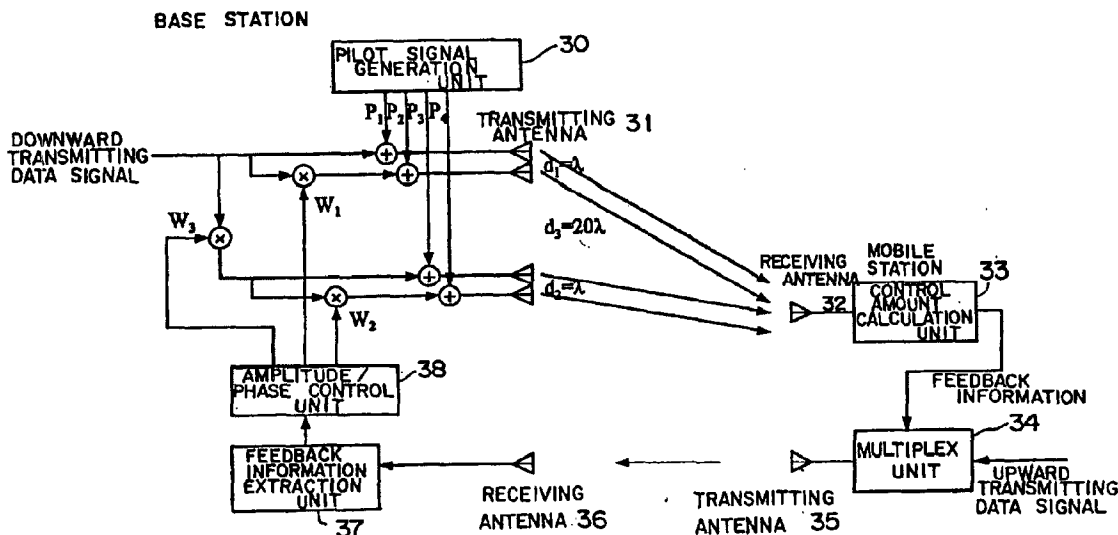 BASE STATION
30
PILOT SIGNAL
GENERATION
UNIT
P₁ P₂ P₃ P₄
TRANSMITTING 31
ANTENNA
DOWNWARD
TRANSMITTING
DATA SIGNAL
d₁=λ
W₁
W₃
d₃=20λ
MOBILE
STATION
RECEIVING
ANTENNA
32
33
CONTROL
AMOUNT
CALCULATION
UNIT
d₂=λ
W₂
AMPLITUDE/
PHASE CONTROL
UNIT
38
FEEDBACK
INFORMATION
34
MULTIPLEX
UNIT
FEEDBACK
INFORMATION
EXTRACTION
UNIT
37
RECEIVING
ANTENNA 36
TRANSMITTING
ANTENNA 35
UPWARD
TRANSMITTING
DATA SIGNAL